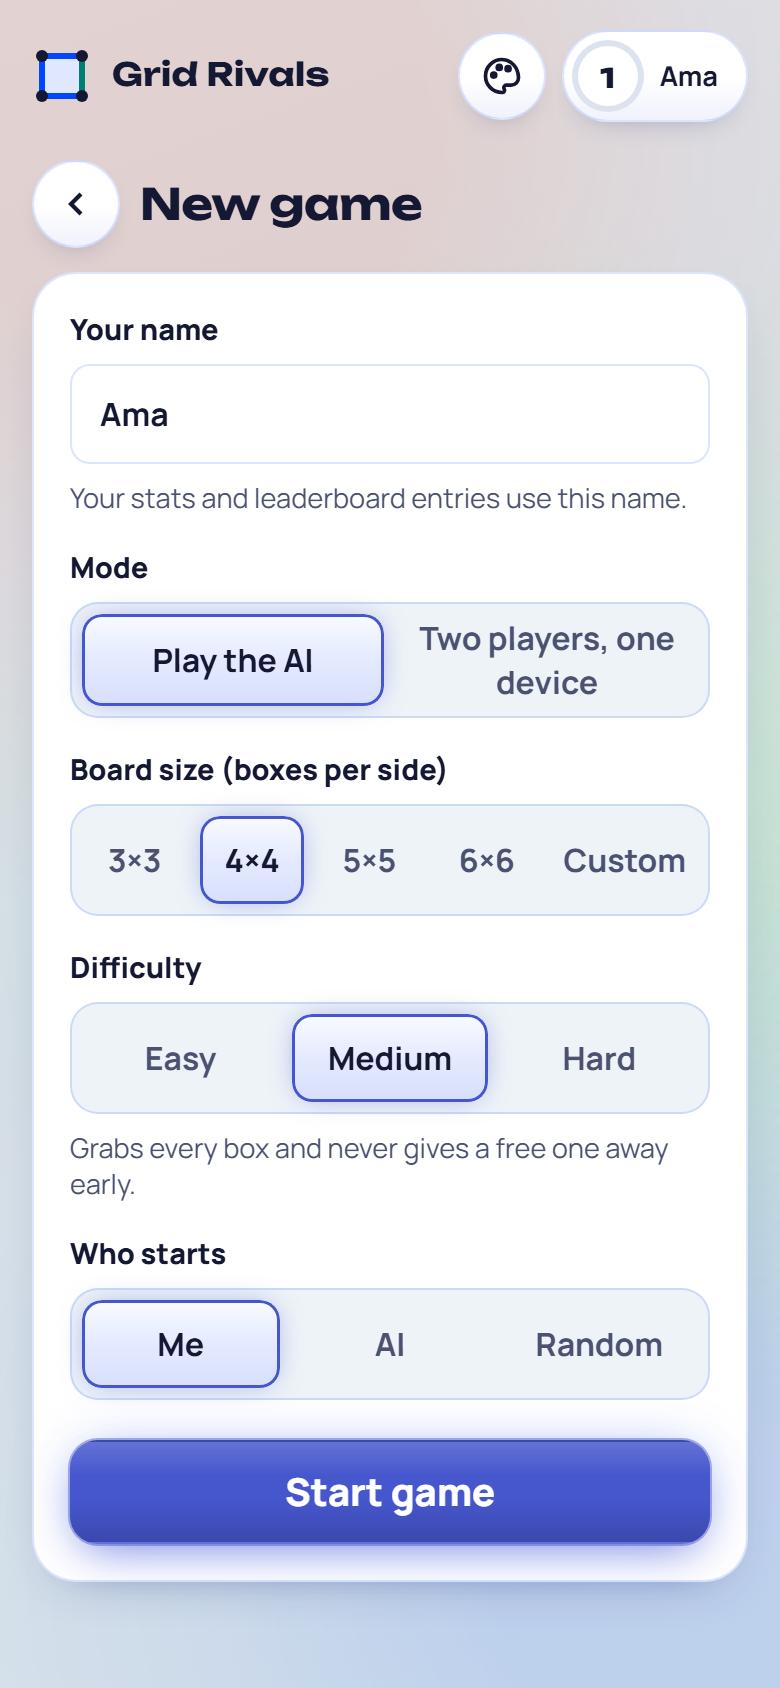 Grid Rivals
1
Ama
New game
Your name
Ama
Your stats and leaderboard entries use this name.
Mode
Play the AI
Two players, one
device
Board size (boxes per side)
3×3
4×4
5×5
6×6
Custom
Difficulty
Easy
Medium
Hard
Grabs every box and never gives a free one away
early.
Who starts
Me
AI
Random
Start game